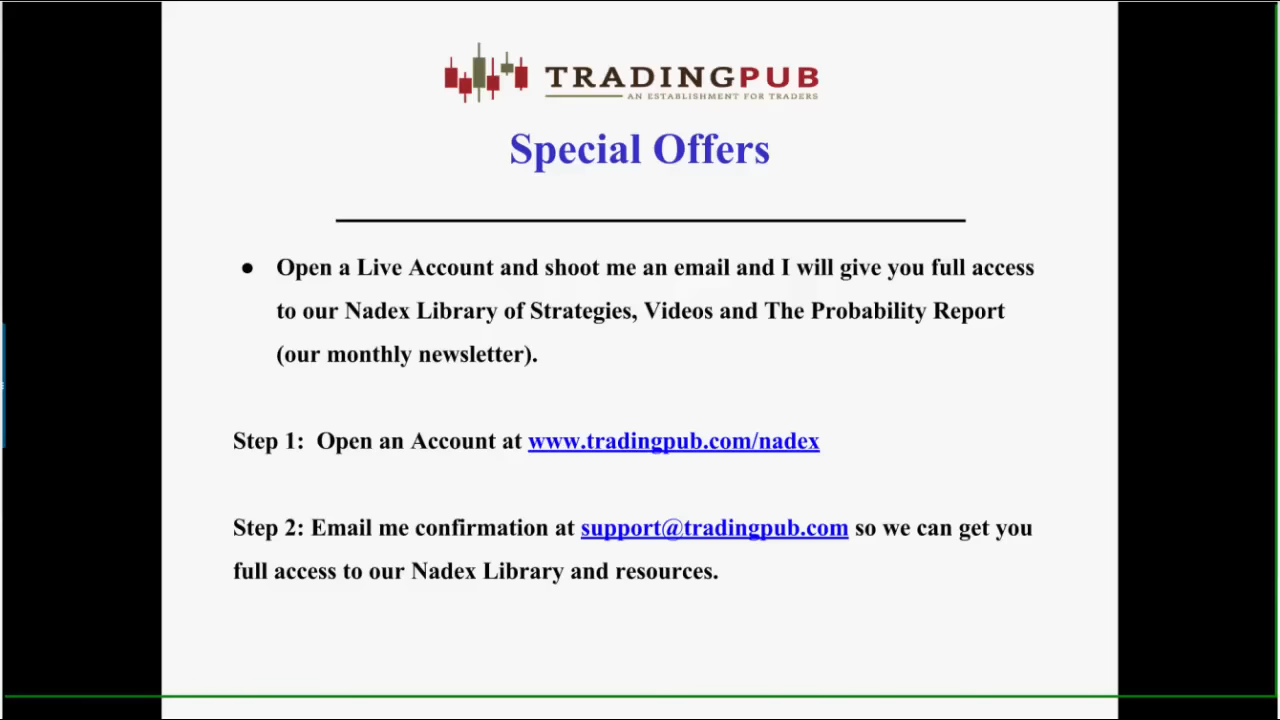 TRADINGPUB
AN ESTABLISHMENT FOR TRADERS
Special Offers
● Open a Live Account and shoot me an email and I will give you full access
to our Nadex Library of Strategies, Videos and The Probability Report
(our monthly newsletter).
Step 1:  Open an Account at www.tradingpub.com/nadex
Step 2: Email me confirmation at support@tradingpub.com so we can get you
full access to our Nadex Library and resources.